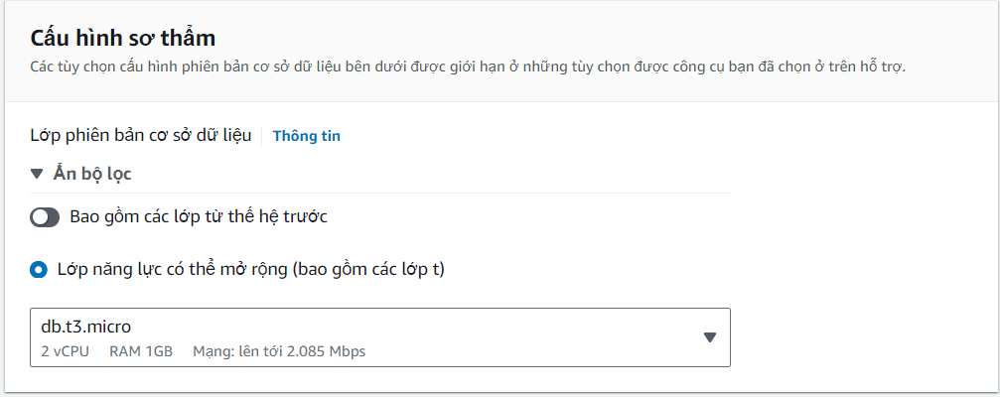 Cấu hình sơ thẩm
Các tùy chọn cấu hình phiên bản cơ sở dữ liệu bên dưới được giới hạn ở những tùy chọn được công cụ bạn đã chọn ở trên hỗ trợ.
Lớp phiên bản cơ sở dữ liệu Thông tin
Ẩn bộ lọc
Bao gồm các lớp từ thế hệ trước
Lớp năng lực có thể mở rộng (bao gồm các lớp t)
db.t3.micro
2 vCPU RAM 1GB Mạng: lên tới 2.085 Mbps